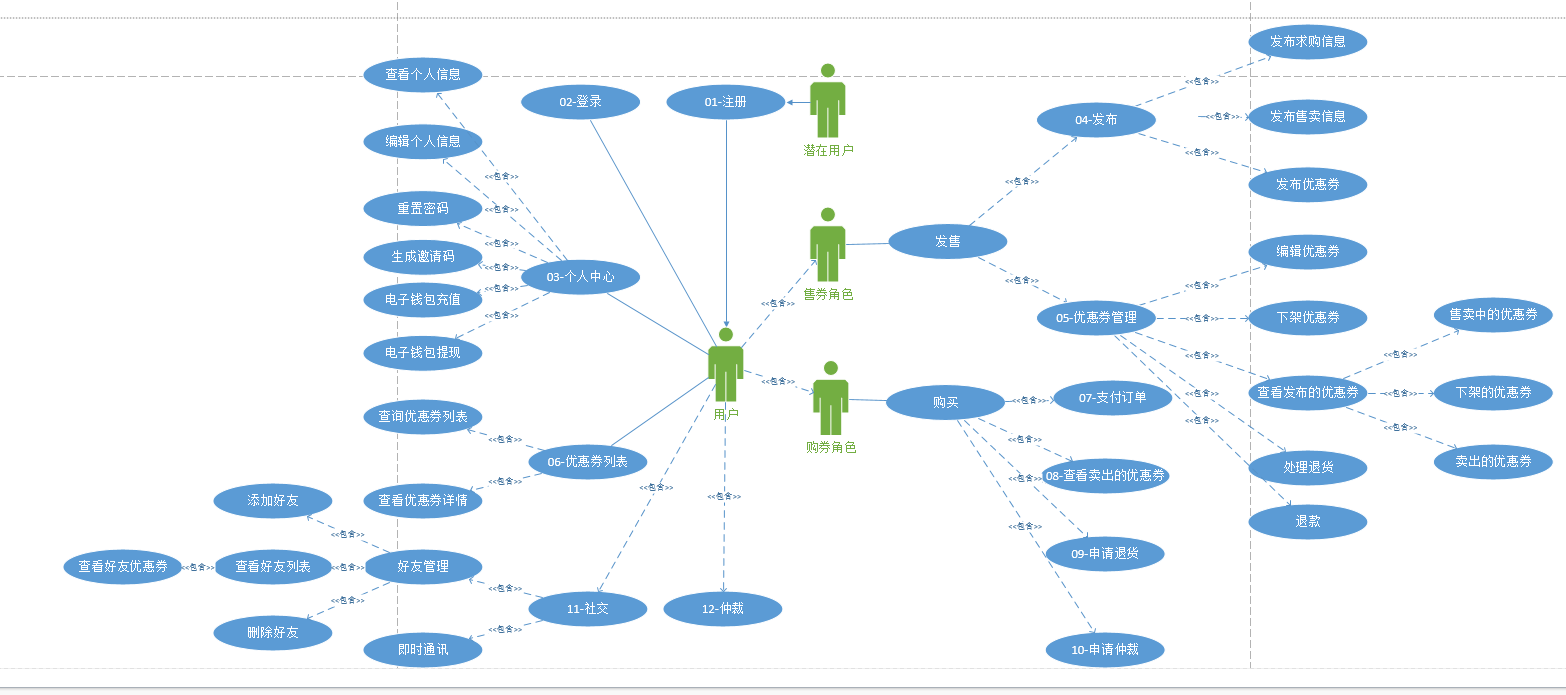 发布求购信息
查看个人信息
02-登录
01-注册
<<包含>>
04-发布
发布售卖信息
<<包含>>
编辑个人信息
潜在用户
<<包含>>
<<包含>>
<<包含>>
发布优惠券
重置密码
<<包含>>
发售
编辑优惠券
<<包含>>
生成邀请码
<<包含>>
03-个人中心
<<包含>>
<<包含>>
电子钱包充值
<<包含>>
售券角色
<<包含>>
<<包含>>
05-优惠券管理
<<包含>>
下架优惠券
售卖中的优惠券
电子钱包提现
<<包含>>
<<包含>>
<<包含>>
<<包含>>
查看发布的优惠券
<<包含>>
下架的优惠券
<<包含>>
购买
<<包含>>
07-支付订单
查询优惠券列表
用户
<<包含>>
<<包含>>
<<包含>>
购券角色
<<包含>>
06-优惠券列表
卖出的优惠券
处理退货
<<包含>>
08-查看卖出的优惠券
<<包含>>
<<包含>>
<<包含>>
查看优惠券详情
添加好友
退款
<<包含>>
<<包含>>
09-申请退货
查看好友优惠券
<<包含>>
查看好友列表
<<包含>>
好友管理
<<包含>>
<<包含>>
11-社交
12-仲裁
删除好友
<<包含>>
即时通讯
10-申请仲裁